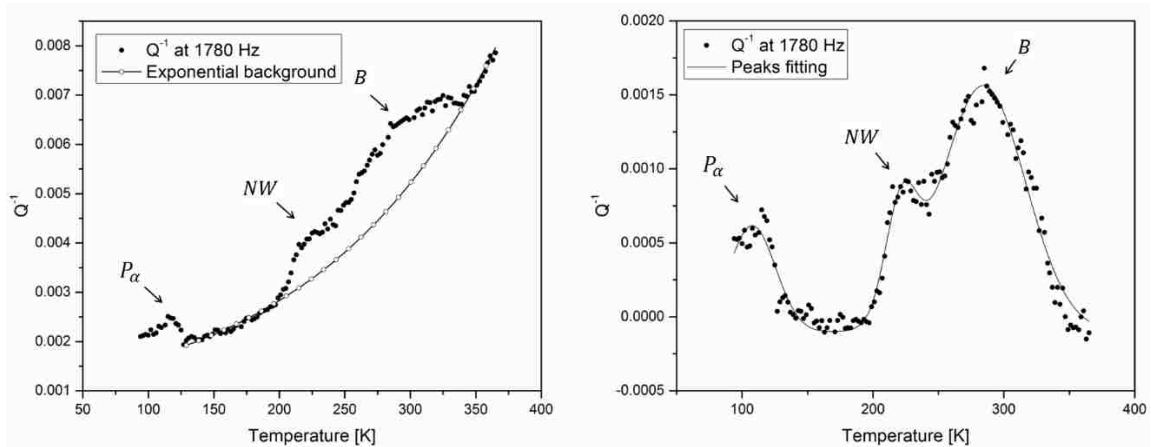 0.008
0.007
0.006
0.005
0.004
0.003
0.002
0.001
Q⁻¹
Q⁻¹ at 1780 Hz
Exponential background
B
NW
Pα
50 100 150 200 250 300 350 400
Temperature [K]
0.0020
0.0015
0.0010
0.0005
0.0000
-0.0005
Q⁻¹
Q⁻¹ at 1780 Hz
Peaks fitting
B
NW
Pα
100 200 300 400
Temperature [K]